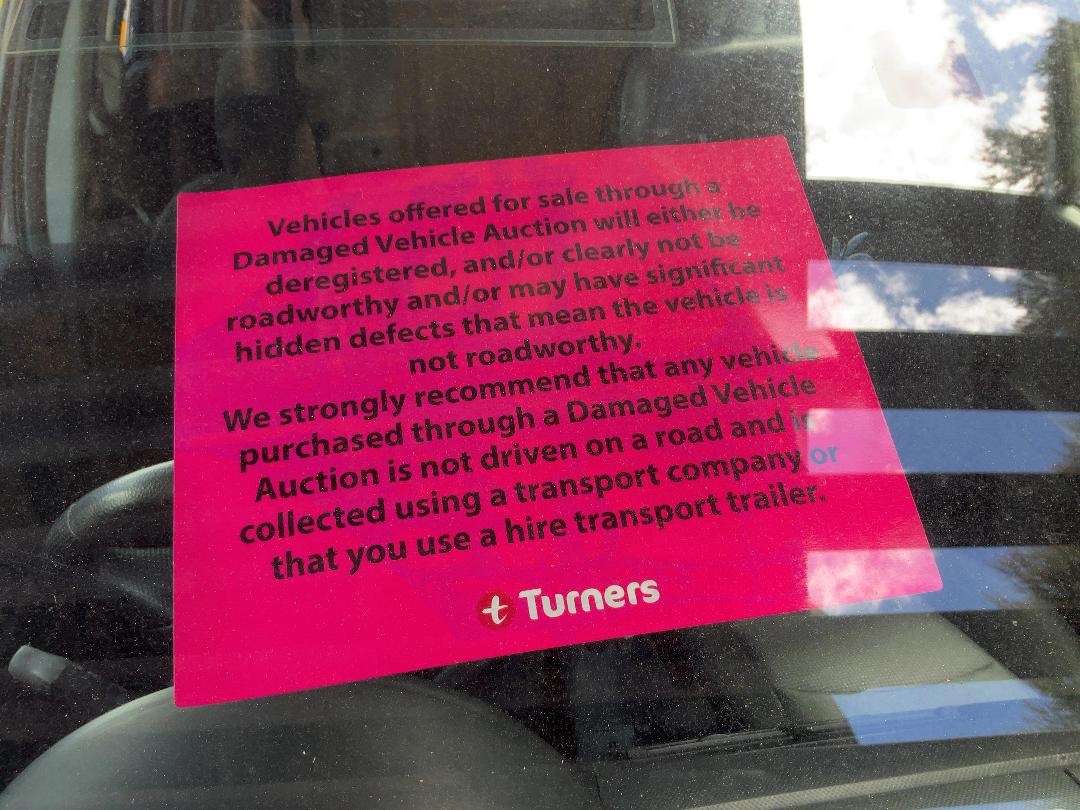 Vehicles offered for sale through a
Damaged Vehicle Auction will either be
deregistered, and/or clearly not be
roadworthy and/or may have significant
hidden defects that mean the vehicle is
not roadworthy.
We strongly recommend that any vehicle
purchased through a Damaged Vehicle
Auction is not driven on a road and is
collected using a transport company or
that you use a hire transport trailer.
t Turners